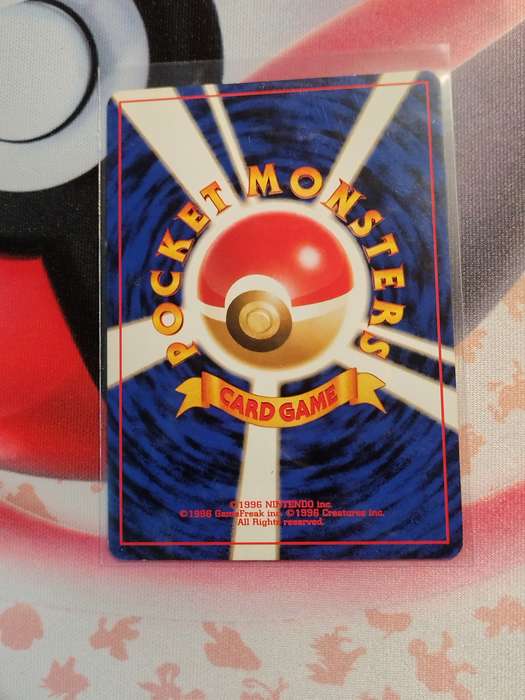 POCKET MONSTERS
CARD GAME
©1996 NINTENDO inc.
©1996 GameFreak inc. ©1996 Creatures inc.
All Rights reserved.